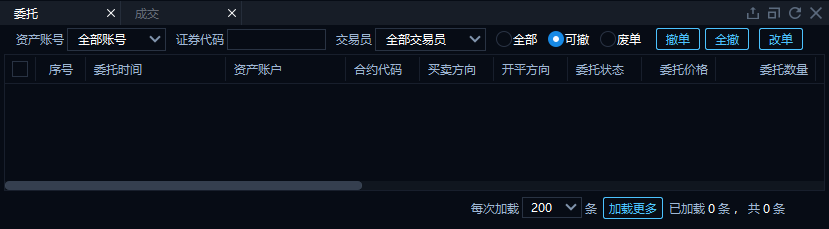 委托 成交
资产账号 全部账号 证券代码 交易员 全部交易员 全部 可撤 废单 撤单 全撤 改单
序号 委托时间 资产账户 合约代码 买卖方向 开平方向 委托状态 委托价格 委托数量
每次加载 200 条 加载更多 已加载 0 条， 共 0 条